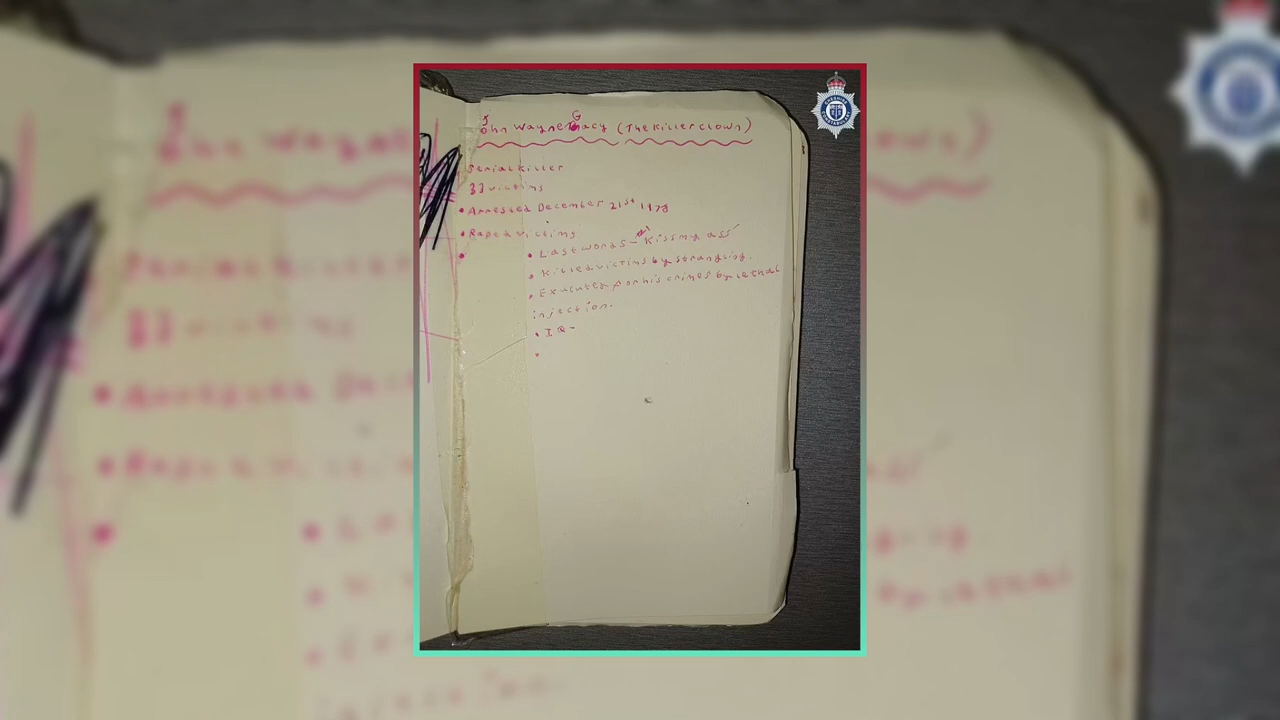 John Wayne Gacy (The Killer Clown)
Serial killer
33 victims
• Arrested December 21st 1978
• Raped victims
• Last words - "Kiss my ass"
• Killed victims by strangling.
• Executed for his crimes by lethal
injection.
• IQ -